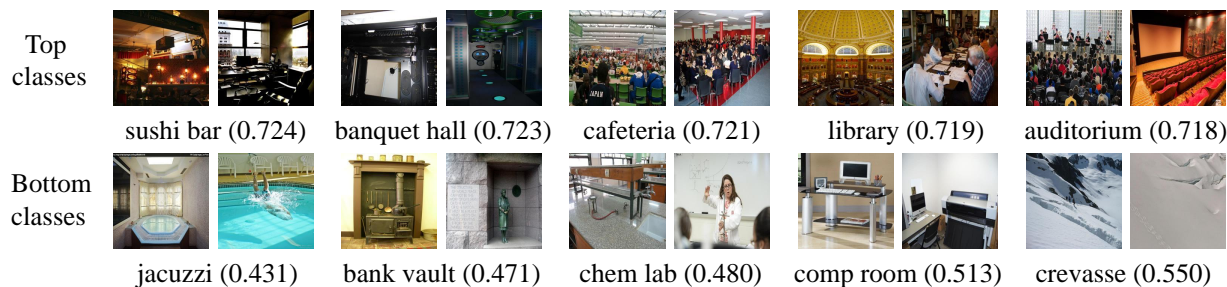 Top
classes
sushi bar (0.724) banquet hall (0.723) cafeteria (0.721) library (0.719) auditorium (0.718)
JAPAN
Bottom
classes
jacuzzi (0.431) bank vault (0.471) chem lab (0.480) comp room (0.513) crevasse (0.550)